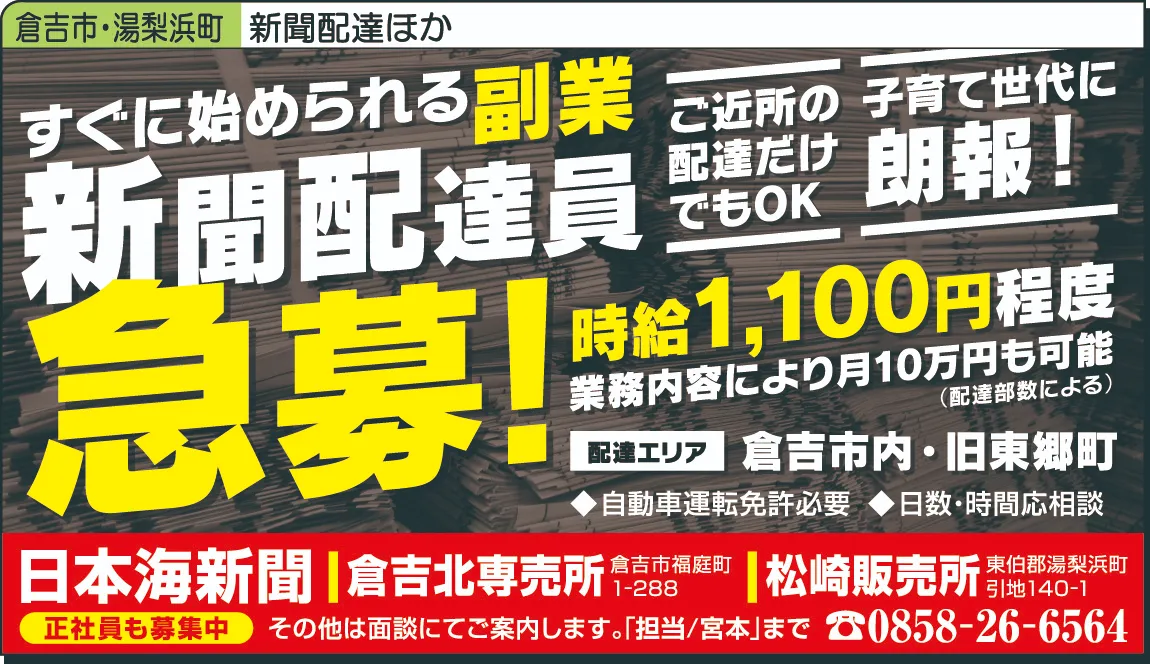 倉吉市・湯梨浜町 新聞配達ほか
すぐに始められる副業
新聞配達員
急募!
ご近所の
配達だけ
でもOK
子育て世代に
朗報!
時給1,100円程度
業務内容により月10万円も可能
(配達部数による)
配達エリア 倉吉市内・旧東郷町
◆自動車運転免許必要 ◆日数・時間応相談
日本海新聞
倉吉北専売所 倉吉市福庭町
1-288
松崎販売所 東伯郡湯梨浜町
引地140-1
正社員も募集中 その他は面談にてご案内します。「担当/宮本」まで ☎0858-26-6564